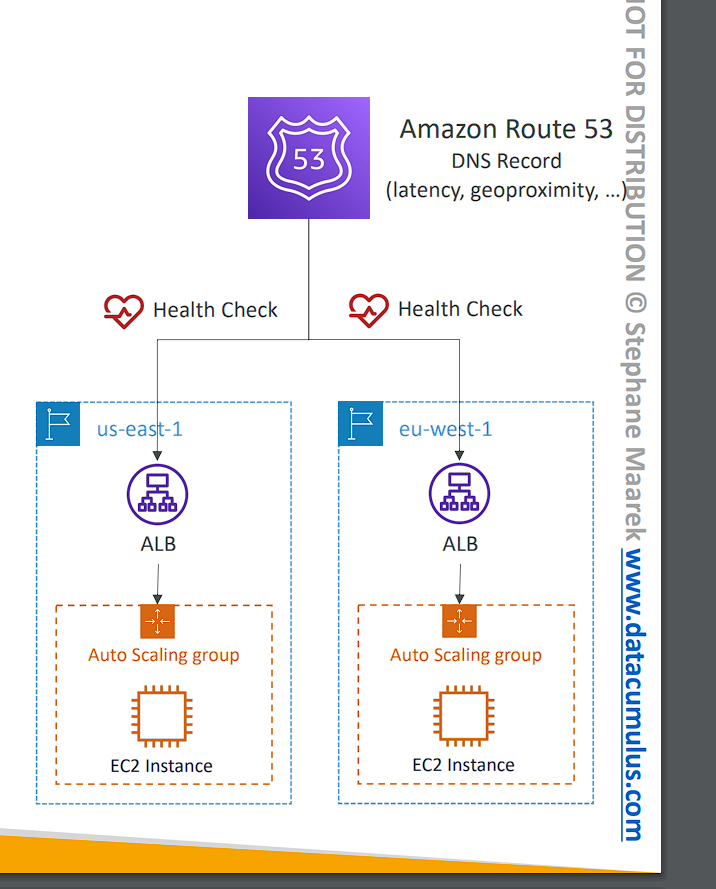 53
Amazon Route 53
DNS Record
(latency, geoproximity, …)
Health Check
Health Check
us-east-1
eu-west-1
ALB
ALB
Auto Scaling group
Auto Scaling group
EC2 Instance
EC2 Instance
OT FOR DISTRIBUTION © Stephane Maarek www.datacumulus.com